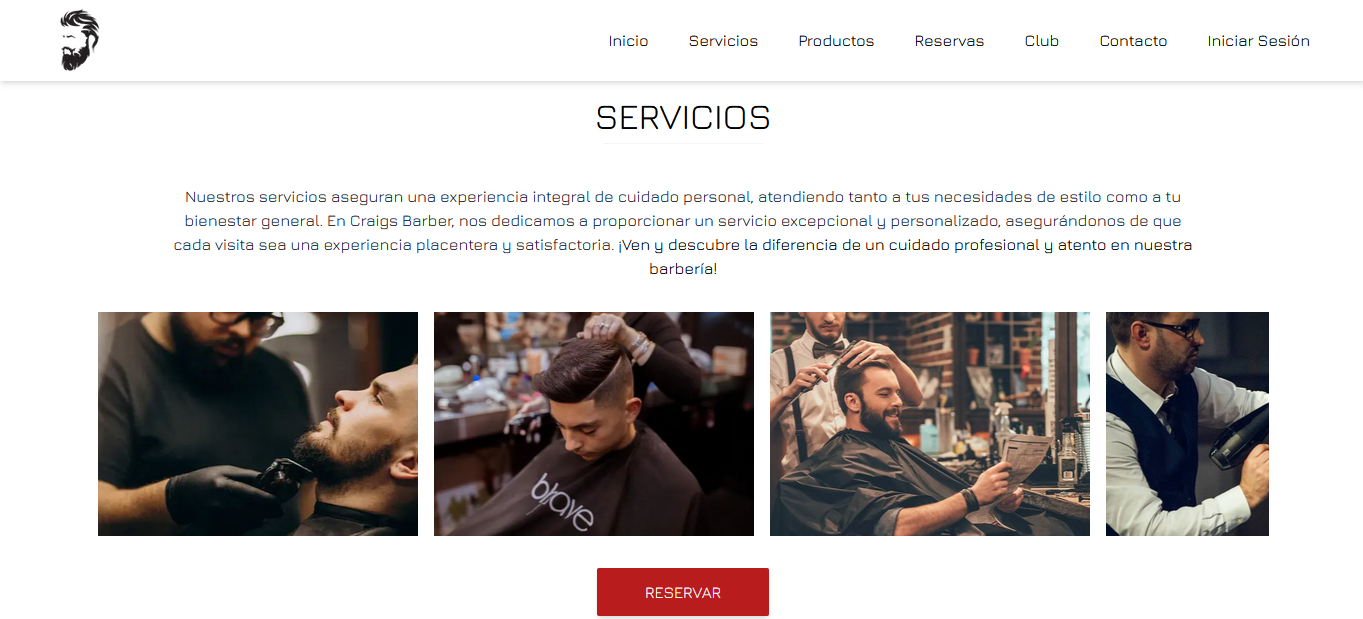 Inicio Servicios Productos Reservas Club Contacto Iniciar Sesión
SERVICIOS
Nuestros servicios aseguran una experiencia integral de cuidado personal, atendiendo tanto a tus necesidades de estilo como a tu
bienestar general. En Craigs Barber, nos dedicamos a proporcionar un servicio excepcional y personalizado, asegurándonos de que
cada visita sea una experiencia placentera y satisfactoria. ¡Ven y descubre la diferencia de un cuidado profesional y atento en nuestra
barbería!
brave
RESERVAR